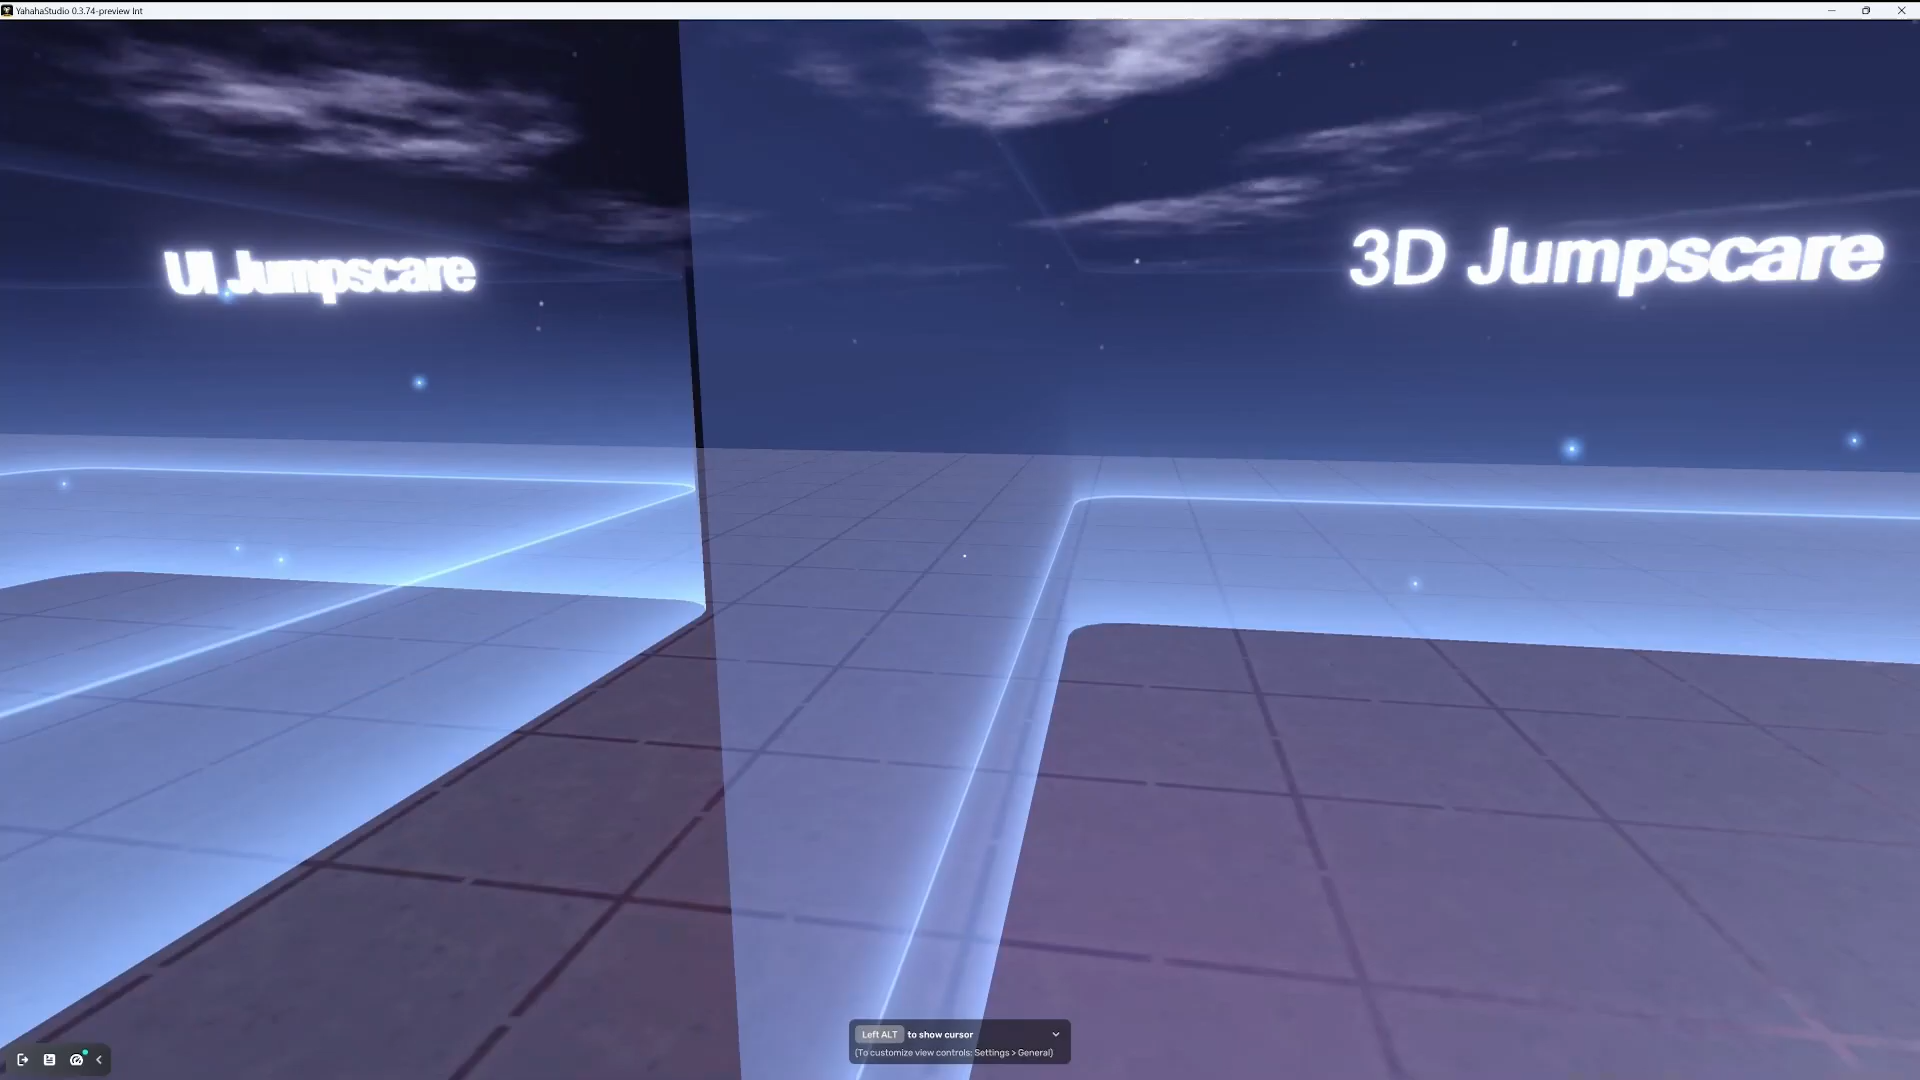 YahahaStudio 0.3.74-preview Int
UI Jumpscare
3D Jumpscare
Left ALT to show cursor
(To customize view controls: Settings > General)